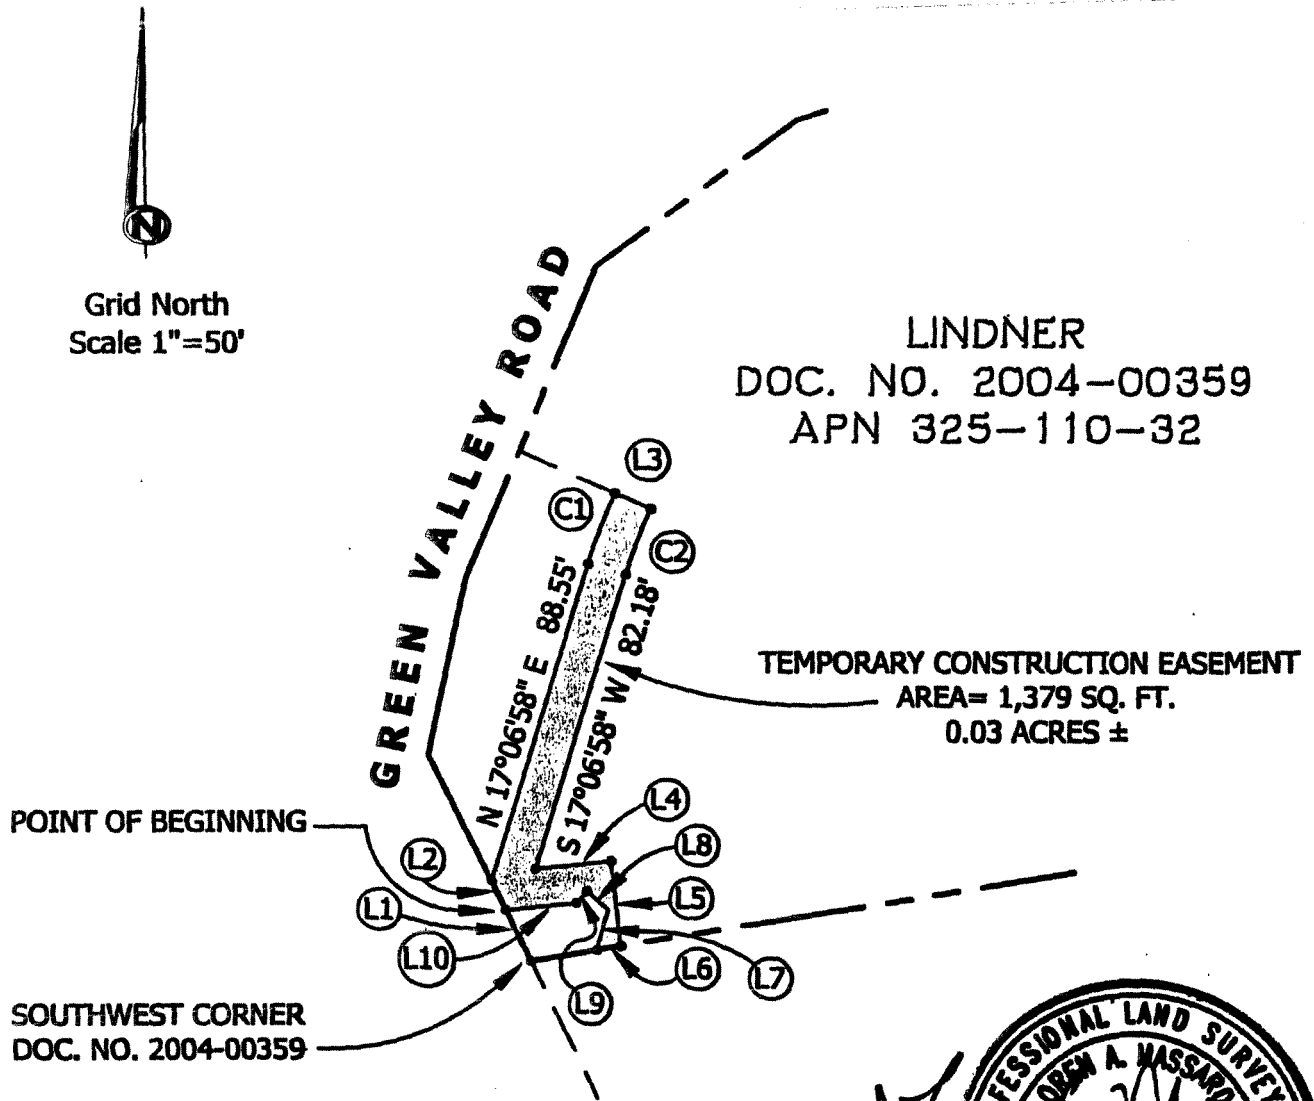 N
Grid North
Scale 1"=50'
GREEN VALLEY ROAD
LINDNER
DOC. NO. 2004-00359
APN 325-110-32
L3
C1
C2
N 17°06'58" E 88.55'
S 17°06'58" W 82.18'
TEMPORARY CONSTRUCTION EASEMENT
AREA= 1,379 SQ. FT.
0.03 ACRES ±
POINT OF BEGINNING
L4
L2
L8
L1
L5
L10
L6
L7
L9
SOUTHWEST CORNER
DOC. NO. 2004-00359
FESSIONAL LAND SURVEY
OREN A. MASSARO